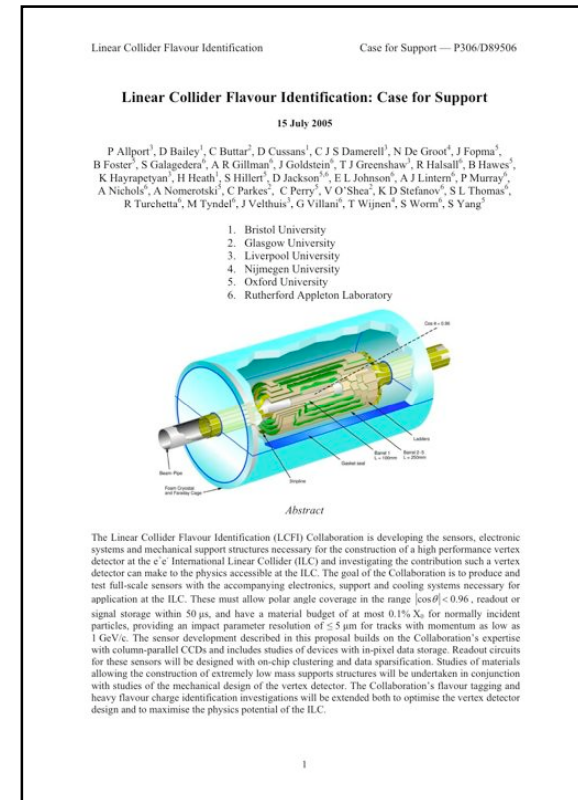 Linear Collider Flavour Identification Case for Support — P306/D89506
Linear Collider Flavour Identification: Case for Support
15 July 2005
P Allport³, D Bailey¹, C Buttar², D Cussans¹, C J S Damerell³, N De Groot⁴, J Fopma⁵,
B Foster⁵, S Galagedera⁶, A R Gillman⁶, J Goldstein⁶, T J Greenshaw³, R Halsall⁶, B Hawes⁵,
K Hayrapetyan³, H Heath¹, S Hillert⁵, D Jackson⁵,⁶, E L Johnson⁶, A J Lintern⁶, P Murray⁶,
A Nichols⁶, A Nomerotski⁵, C Parkes², C Perry⁵, V O'Shea², K D Stefanov⁶, S L Thomas⁶,
R Turchetta⁶, M Tyndel⁶, J Velthuis³, G Villani⁶, T Wijnen⁴, S Worm⁶, S Yang⁵
1. Bristol University
2. Glasgow University
3. Liverpool University
4. Nijmegen University
5. Oxford University
6. Rutherford Appleton Laboratory
Cos θ = 0.96
Ladders
Barrel 2-5
L = 250mm
Barrel 1
L = 100mm
Gasket seal
Stripline
Beam Pipe
Foam Cryostat
and Faraday Cage
Abstract
The Linear Collider Flavour Identification (LCFI) Collaboration is developing the sensors, electronic
systems and mechanical support structures necessary for the construction of a high performance vertex
detector at the e⁺e⁻ International Linear Collider (ILC) and investigating the contribution such a vertex
detector can make to the physics accessible at the ILC. The goal of the Collaboration is to produce and
test full-scale sensors with the accompanying electronics, support and cooling systems necessary for
application at the ILC. These must allow polar angle coverage in the range |cosθ| < 0.96, readout or
signal storage within 50 μs, and have a material budget of at most 0.1% X₀ for normally incident
particles, providing an impact parameter resolution of ≤ 5 μm for tracks with momentum as low as
1 GeV/c. The sensor development described in this proposal builds on the Collaboration's expertise
with column-parallel CCDs and includes studies of devices with in-pixel data storage. Readout circuits
for these sensors will be designed with on-chip clustering and data sparsification. Studies of materials
allowing the construction of extremely low mass supports structures will be undertaken in conjunction
with studies of the mechanical design of the vertex detector. The Collaboration's flavour tagging and
heavy flavour charge identification investigations will be extended both to optimise the vertex detector
design and to maximise the physics potential of the ILC.
1